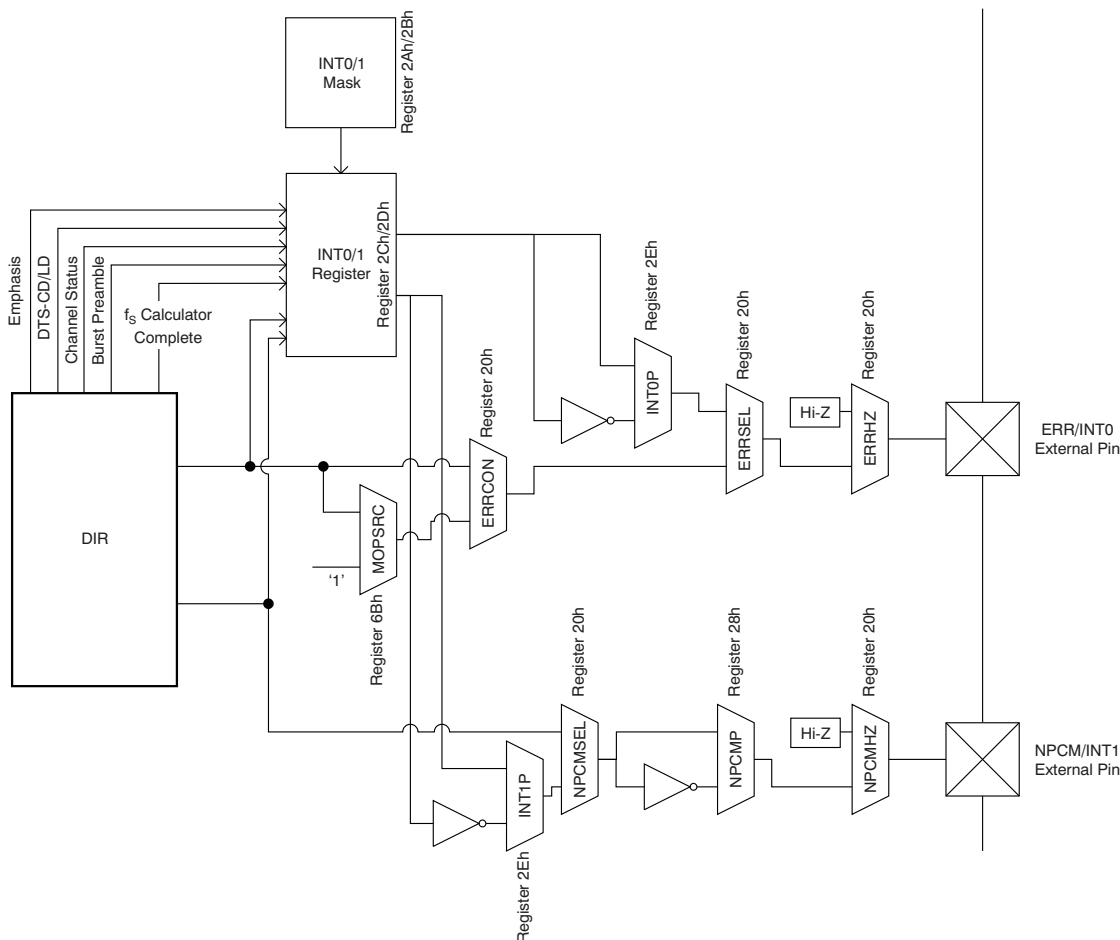 INT0/1
Mask
Register 2Ah/2Bh
INT0/1
Register
Register 2Ch/2Dh
Emphasis
DTS-CD/LD
Channel Status
Burst Preamble
fS Calculator
Complete
DIR
Register 2Eh
INT0P
Register 20h
ERRSEL
Register 20h
Hi-Z
ERRHZ
ERR/INT0
External Pin
Register 20h
ERRCON
MOPSRC
‘1’
Register 6Bh
Register 20h
NPCMSEL
Register 28h
NPCMP
Register 20h
Hi-Z
NPCMHZ
NPCM/INT1
External Pin
INT1P
Register 2Eh